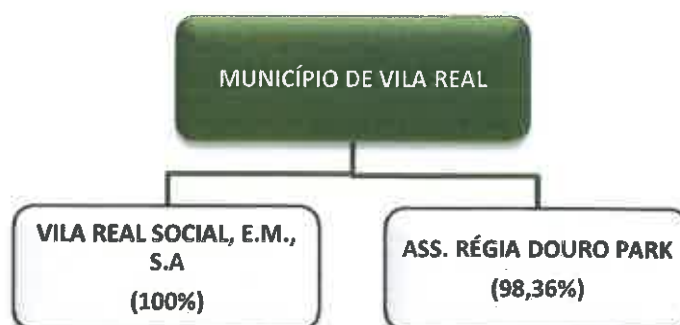 MUNICÍPIO DE VILA REAL
VILA REAL SOCIAL, E.M.,
S.A
(100%)
ASS. RÉGIA DOURO PARK
(98,36%)